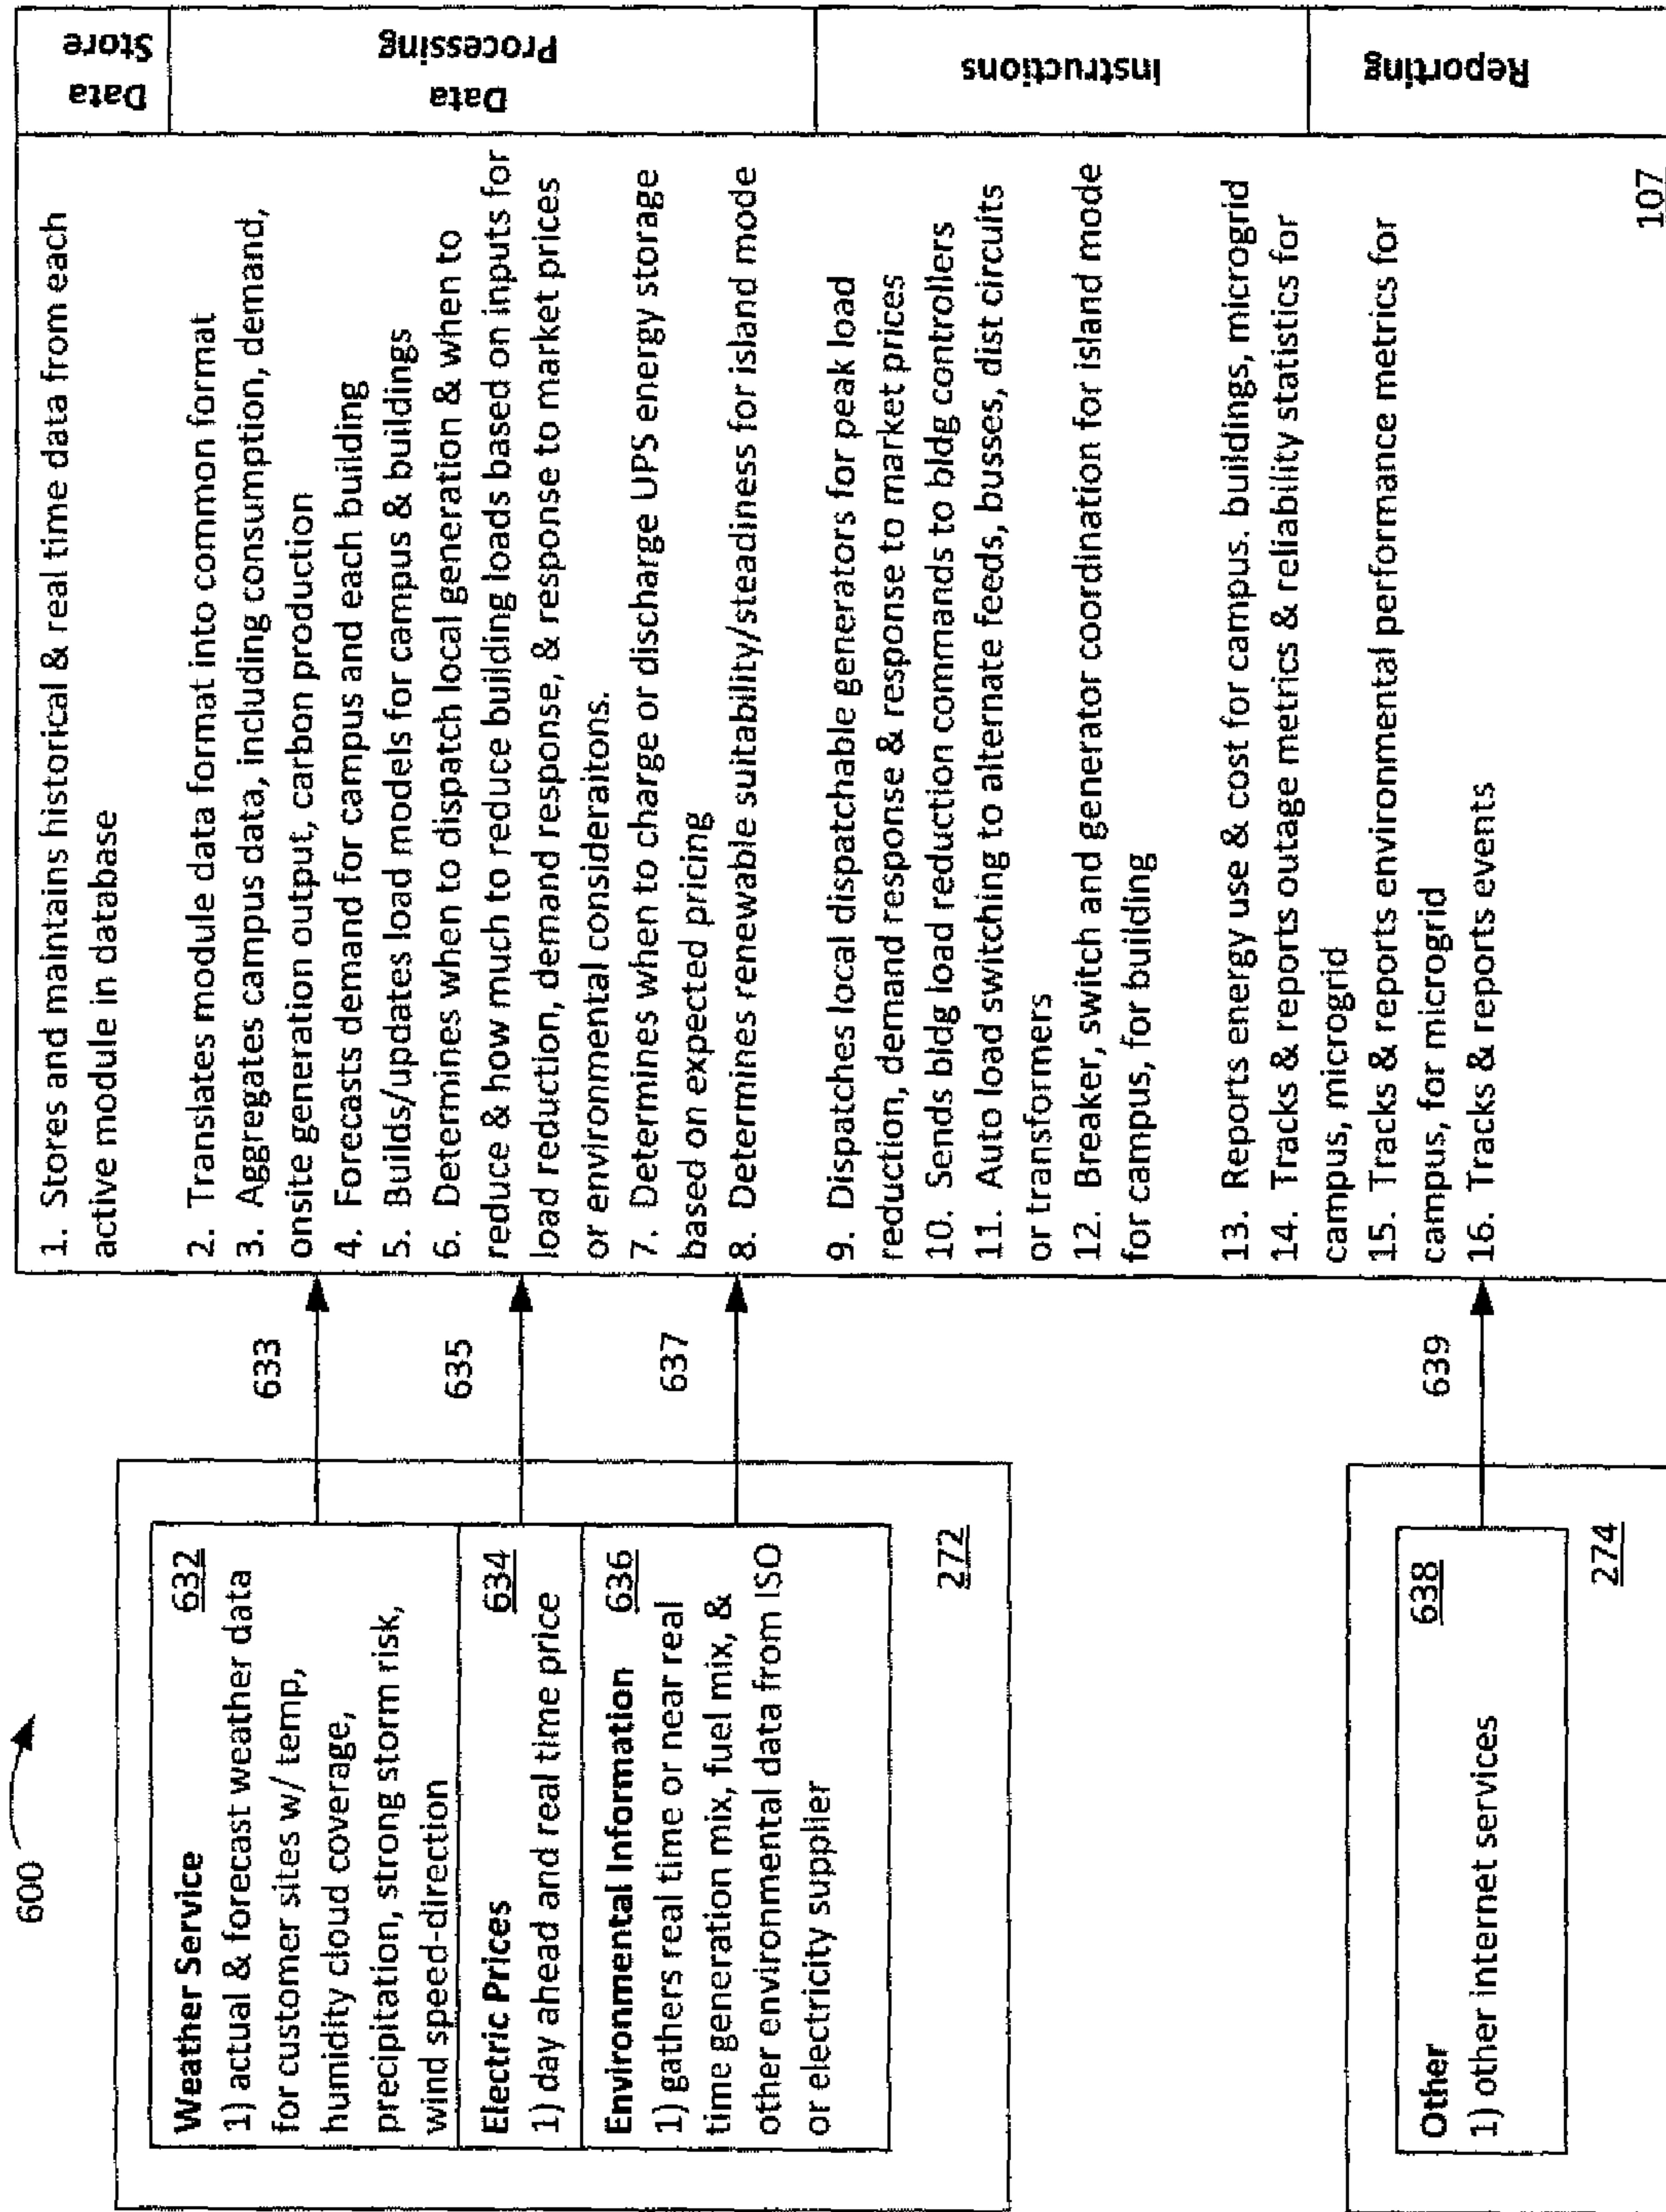 600
Weather Service 632
1) actual & forecast weather data
for customer sites w/ temp,
humidity cloud coverage,
precipitation, strong storm risk,
wind speed-direction
Electric Prices 634
1) day ahead and real time price
Environmental Information 636
1) gathers real time or near real
time generation mix, fuel mix, &
other environmental data from ISO
or electricity supplier
272
Other 638
1) other internet services
274
633
635
637
639
1. Stores and maintains historical & real time data from each
active module in database
2. Translates module data format into common format
3. Aggregates campus data, including consumption, demand,
onsite generation output, carbon production
4. Forecasts demand for campus and each building
5. Builds/updates load models for campus & buildings
6. Determines when to dispatch local generation & when to
reduce & how much to reduce building loads based on inputs for
load reduction, demand response, & response to market prices
or environmental consideraitons.
7. Determines when to charge or discharge UPS energy storage
based on expected pricing
8. Determines renewable suitability/steadiness for island mode
9. Dispatches local dispatchable generators for peak load
reduction, demand response & response to market prices
10. Sends bldg load reduction commands to bldg controllers
11. Auto load switching to alternate feeds, busses, dist circuits
or transformers
12. Breaker, switch and generator coordination for island mode
for campus, for building
13. Reports energy use & cost for campus. buildings, microgrid
14. Tracks & reports outage metrics & reliability statistics for
campus, microgrid
15. Tracks & reports environmental performance metrics for
campus, for microgrid
16. Tracks & reports events
107
Data
Store
Data
Processing
Instructions
Reporting